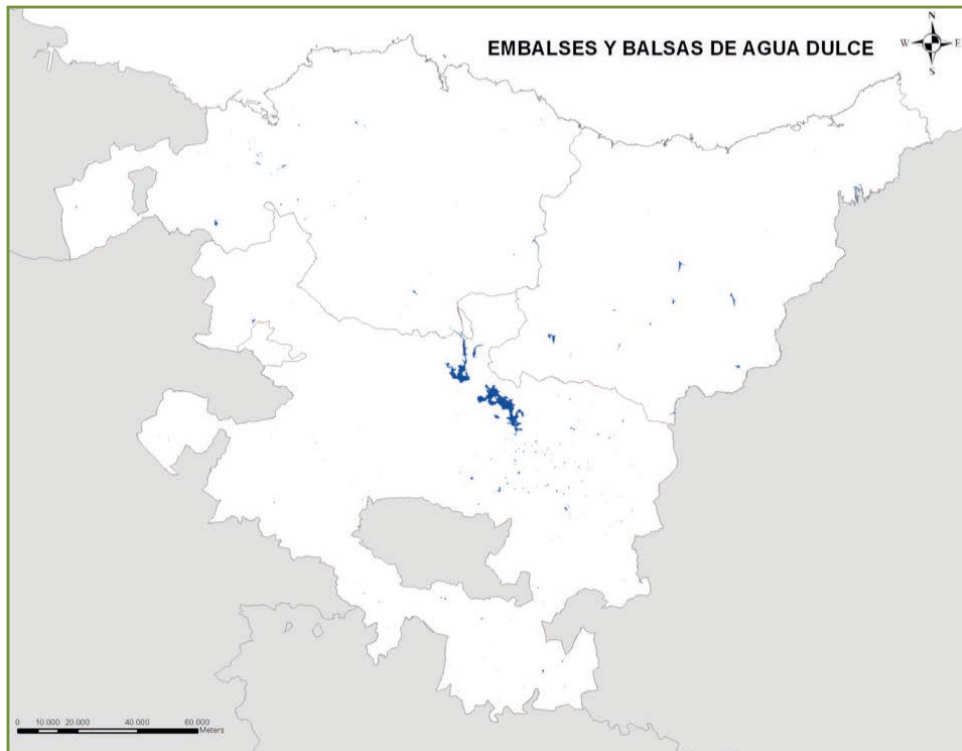 EMBALSES Y BALSAS DE AGUA DULCE
N
W E
S
0 10 000 20 000 40 000 60 000
Meters